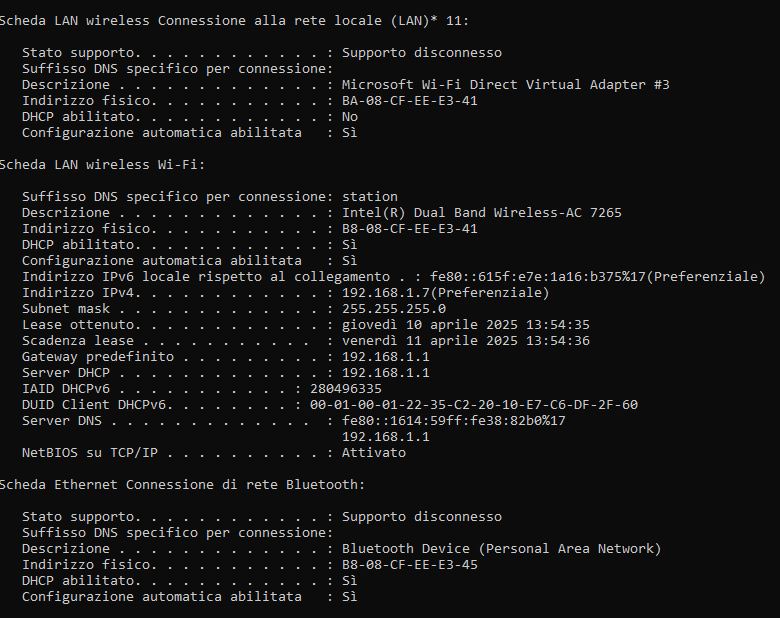 Scheda LAN wireless Connessione alla rete locale (LAN)* 11:
Stato supporto. . . . . . . . . . . . : Supporto disconnesso
Suffisso DNS specifico per connessione:
Descrizione . . . . . . . . . . . . . : Microsoft Wi-Fi Direct Virtual Adapter #3
Indirizzo fisico. . . . . . . . . . . : BA-08-CF-EE-E3-41
DHCP abilitato. . . . . . . . . . . . : No
Configurazione automatica abilitata   : Sì
Scheda LAN wireless Wi-Fi:
Suffisso DNS specifico per connessione: station
Descrizione . . . . . . . . . . . . . : Intel(R) Dual Band Wireless-AC 7265
Indirizzo fisico. . . . . . . . . . . : B8-08-CF-EE-E3-41
DHCP abilitato. . . . . . . . . . . . : Sì
Configurazione automatica abilitata   : Sì
Indirizzo IPv6 locale rispetto al collegamento . : fe80::615f:e7e:1a16:b375%17(Preferenziale)
Indirizzo IPv4. . . . . . . . . . . . : 192.168.1.7(Preferenziale)
Subnet mask . . . . . . . . . . . . . : 255.255.255.0
Lease ottenuto. . . . . . . . . . . . : giovedì 10 aprile 2025 13:54:35
Scadenza lease . . . . . . . . . . .  : venerdì 11 aprile 2025 13:54:36
Gateway predefinito . . . . . . . . . : 192.168.1.1
Server DHCP . . . . . . . . . . . . . : 192.168.1.1
IAID DHCPv6 . . . . . . . . . . . : 280496335
DUID Client DHCPv6. . . . . . . . : 00-01-00-01-22-35-C2-20-10-E7-C6-DF-2F-60
Server DNS . . . . . . . . . . . . .  : fe80::1614:59ff:fe38:82b0%17
192.168.1.1
NetBIOS su TCP/IP . . . . . . . . . . : Attivato
Scheda Ethernet Connessione di rete Bluetooth:
Stato supporto. . . . . . . . . . . . : Supporto disconnesso
Suffisso DNS specifico per connessione:
Descrizione . . . . . . . . . . . . . : Bluetooth Device (Personal Area Network)
Indirizzo fisico. . . . . . . . . . . : B8-08-CF-EE-E3-45
DHCP abilitato. . . . . . . . . . . . : Sì
Configurazione automatica abilitata   : Sì